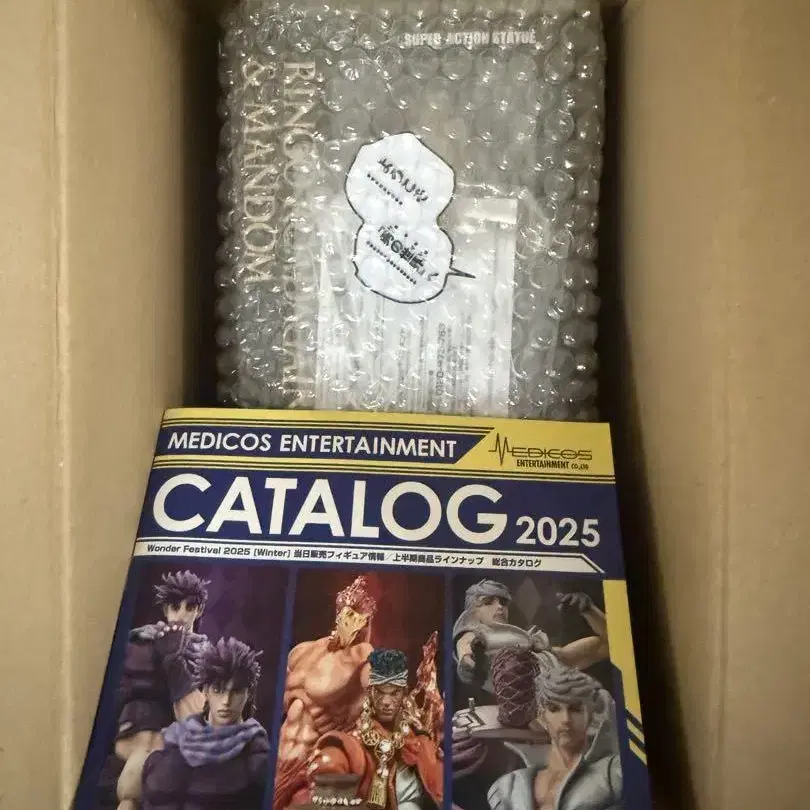 SUPER ACTION STATUE
RINGO
& MANDOM
MEDICOS ENTERTAINMENT
MEDICOS
ENTERTAINMENT CO.,LTD
CATALOG 2025
Wonder Festival 2025 [Winter] 当日販売フィギュア情報／上半期商品ラインナップ 総合カタログ